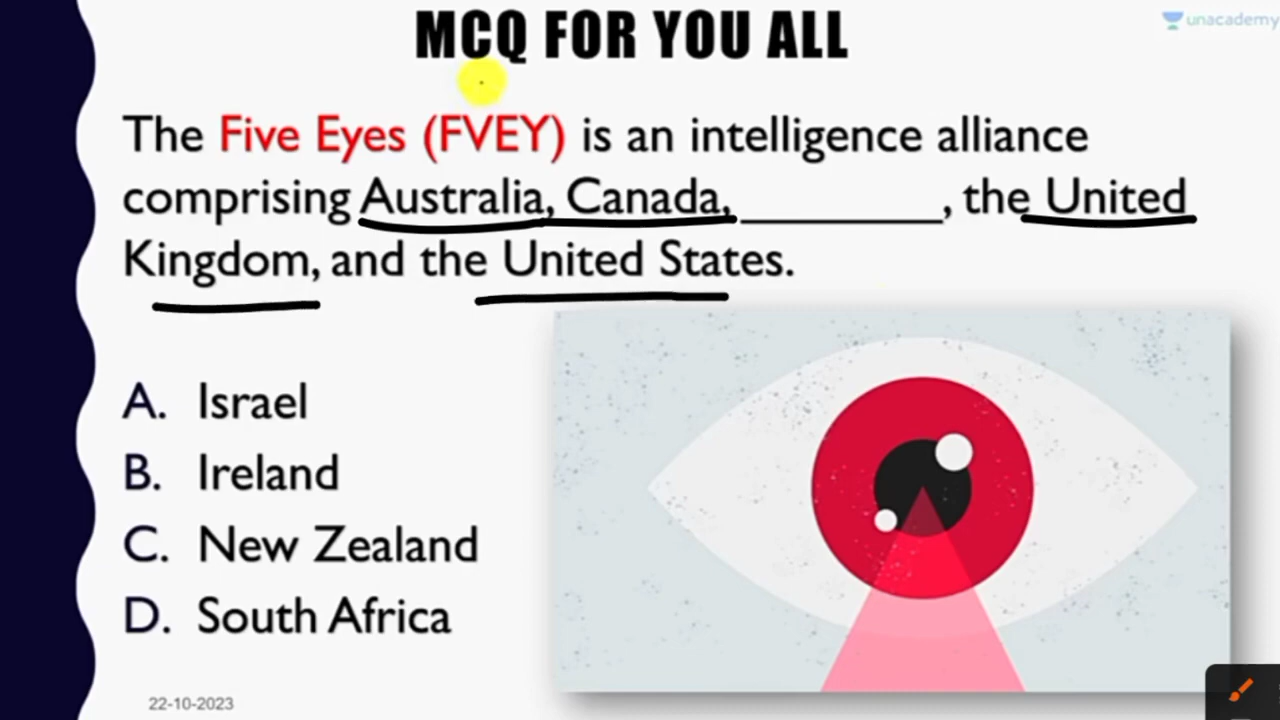 MCQ FOR YOU ALL
unacademy
The Five Eyes (FVEY) is an intelligence alliance
comprising Australia, Canada, ________, the United
Kingdom, and the United States.
A. Israel
B. Ireland
C. New Zealand
D. South Africa
22-10-2023